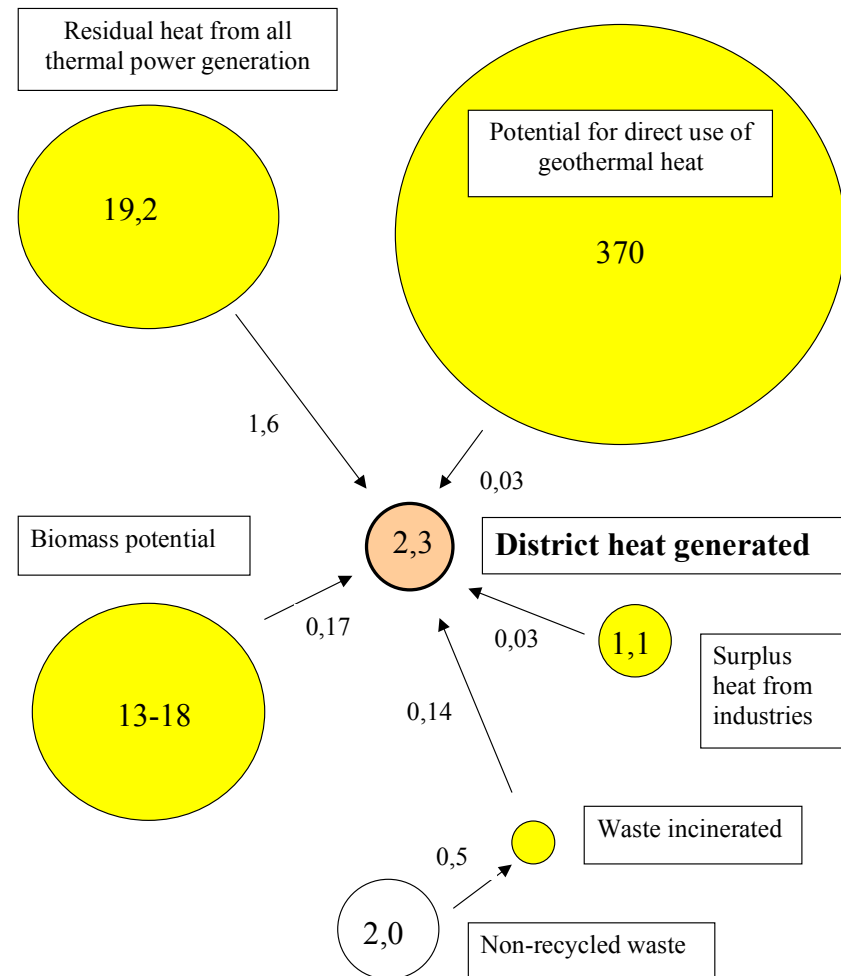 Residual heat from all
thermal power generation
Potential for direct use of
geothermal heat
19,2
370
1,6
0,03
Biomass potential
2,3
District heat generated
0,17
0,03
1,1
Surplus
heat from
industries
13-18
0,14
Waste incinerated
0,5
2,0
Non-recycled waste